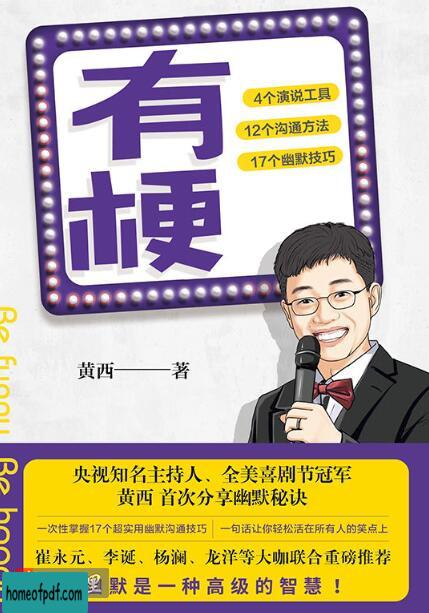 有梗
4个演说工具
12个沟通方法
17个幽默技巧
黄西——著
Be funny Be
央视知名主持人、全美喜剧节冠军
黄西 首次分享幽默秘诀
一次性掌握17个超实用幽默沟通技巧 一句话让你轻松活在所有人的笑点上
崔永元、李诞、杨澜、龙洋等大咖联合重磅推荐
默是一种高级的智慧！
homeofpdf.com